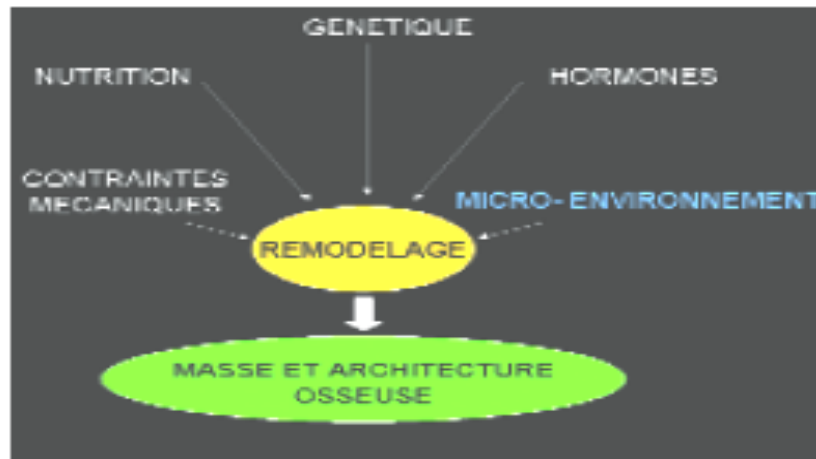 GENETIQUE
NUTRITION
HORMONES
CONTRAINTES
MECANIQUES
MICRO- ENVIRONNEMENT
REMODELAGE
MASSE ET ARCHITECTURE
OSSEUSE